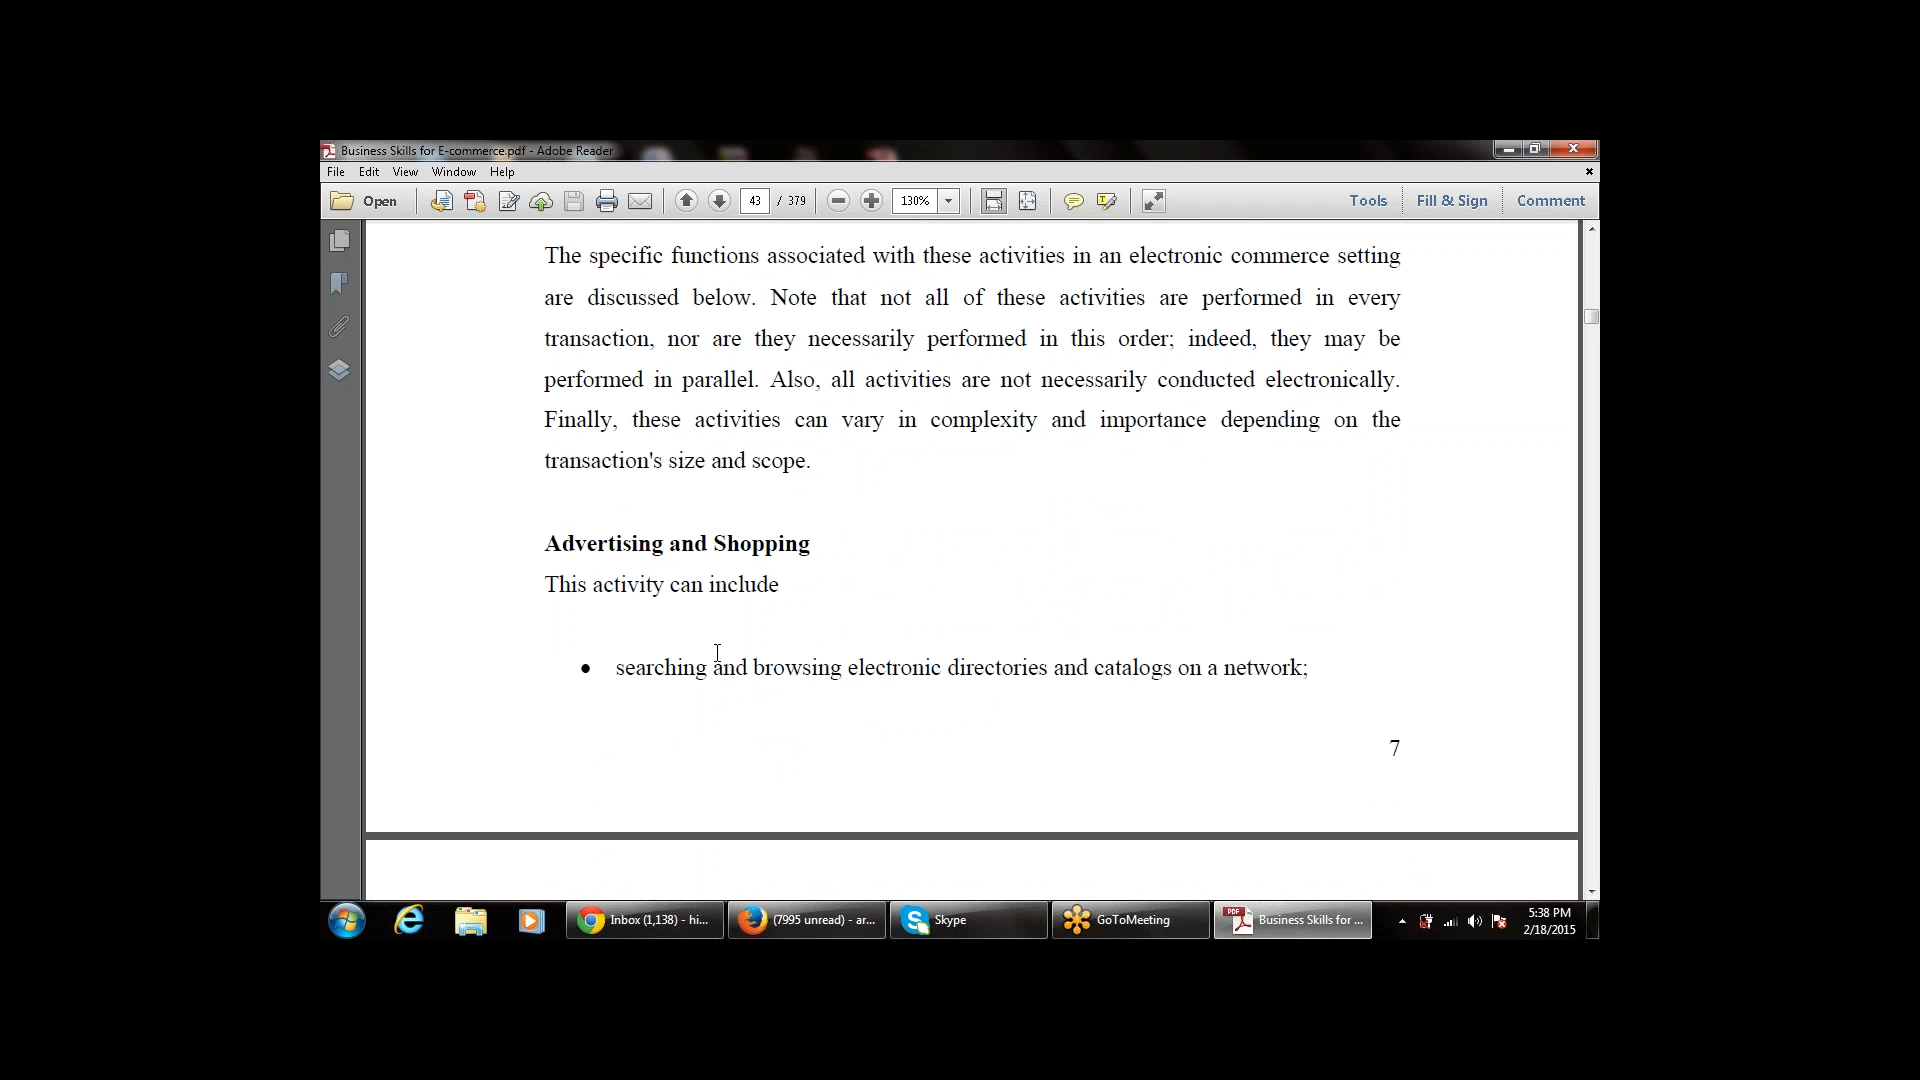 Business Skills for E-commerce.pdf - Adobe Reader
File Edit View Window Help
Open 43 / 379 130% Tools Fill & Sign Comment
The specific functions associated with these activities in an electronic commerce setting
are discussed below. Note that not all of these activities are performed in every
transaction, nor are they necessarily performed in this order; indeed, they may be
performed in parallel. Also, all activities are not necessarily conducted electronically.
Finally, these activities can vary in complexity and importance depending on the
transaction's size and scope.
Advertising and Shopping
This activity can include
• searching and browsing electronic directories and catalogs on a network;
7
Inbox (1,138) - hi... (7995 unread) - ar... Skype GoToMeeting PDF Business Skills for ... 5:38 PM
2/18/2015